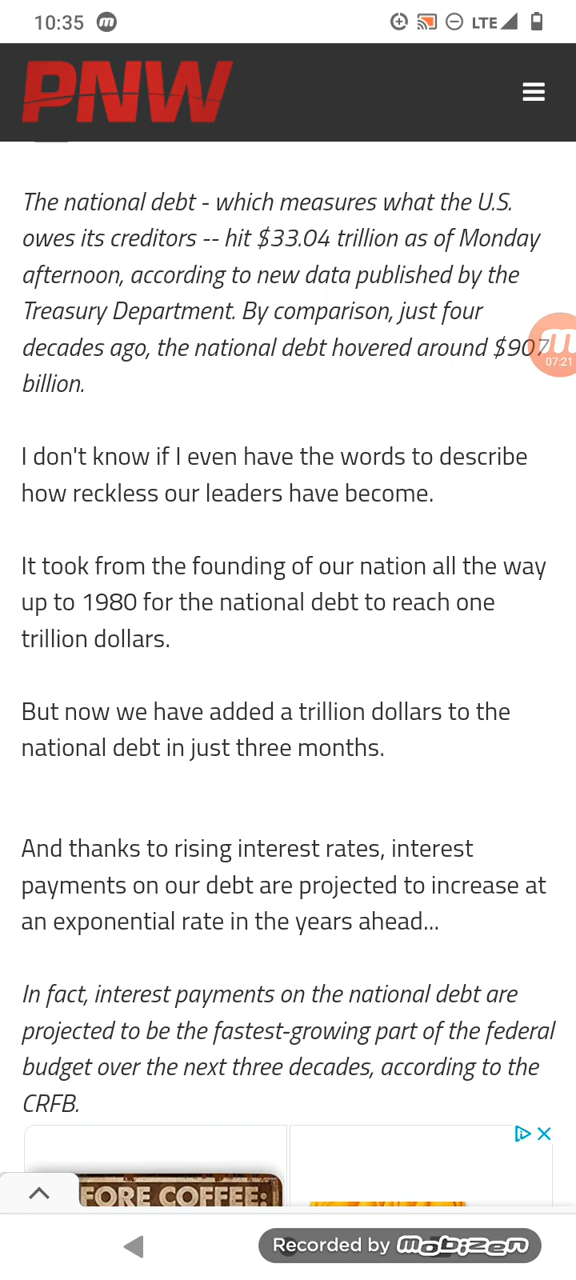 10:35 m LTE
PNW
The national debt - which measures what the U.S.
owes its creditors -- hit $33.04 trillion as of Monday
afternoon, according to new data published by the
Treasury Department. By comparison, just four
decades ago, the national debt hovered around $907
billion.
m
07:21
I don't know if I even have the words to describe
how reckless our leaders have become.
It took from the founding of our nation all the way
up to 1980 for the national debt to reach one
trillion dollars.
But now we have added a trillion dollars to the
national debt in just three months.
And thanks to rising interest rates, interest
payments on our debt are projected to increase at
an exponential rate in the years ahead...
In fact, interest payments on the national debt are
projected to be the fastest-growing part of the federal
budget over the next three decades, according to the
CRFB.
FORE COFFEE:
Recorded by mobizen